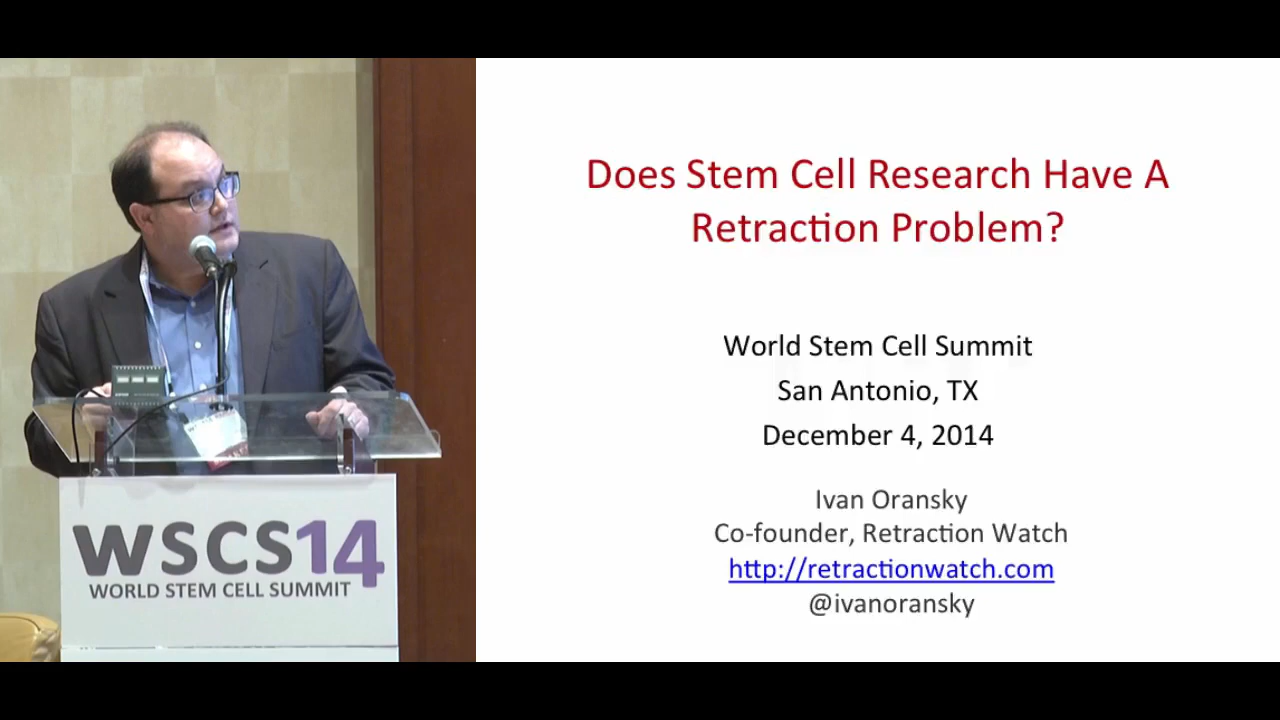 WSCS14
WORLD STEM CELL SUMMIT
Does Stem Cell Research Have A
Retraction Problem?
World Stem Cell Summit
San Antonio, TX
December 4, 2014
Ivan Oransky
Co-founder, Retraction Watch
http://retractionwatch.com
@ivanoransky